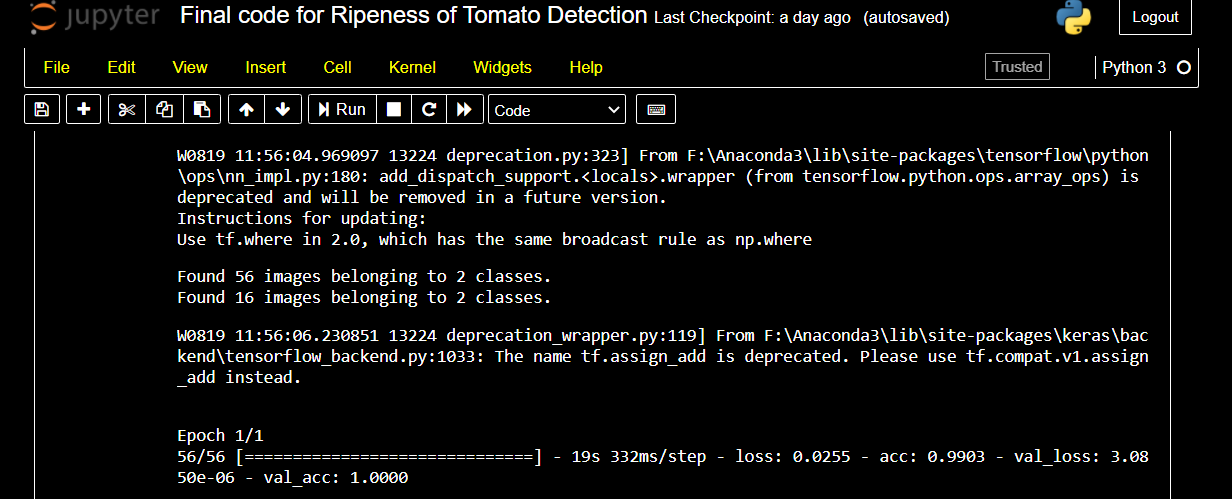 jupyter Final code for Ripeness of Tomato Detection Last Checkpoint: a day ago (autosaved) Logout
File Edit View Insert Cell Kernel Widgets Help Trusted Python 3
Run Code
W0819 11:56:04.969097 13224 deprecation.py:323] From F:\Anaconda3\lib\site-packages\tensorflow\python
\ops\nn_impl.py:180: add_dispatch_support.<locals>.wrapper (from tensorflow.python.ops.array_ops) is
deprecated and will be removed in a future version.
Instructions for updating:
Use tf.where in 2.0, which has the same broadcast rule as np.where
Found 56 images belonging to 2 classes.
Found 16 images belonging to 2 classes.
W0819 11:56:06.230851 13224 deprecation_wrapper.py:119] From F:\Anaconda3\lib\site-packages\keras\bac
kend\tensorflow_backend.py:1033: The name tf.assign_add is deprecated. Please use tf.compat.v1.assign
_add instead.
Epoch 1/1
56/56 [==============================] - 19s 332ms/step - loss: 0.0255 - acc: 0.9903 - val_loss: 3.08
50e-06 - val_acc: 1.0000